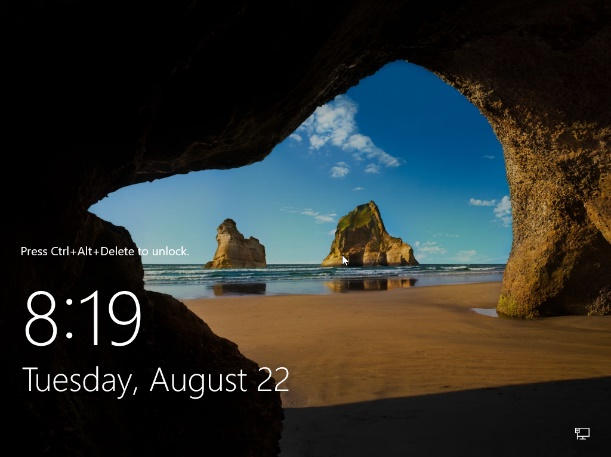 Press Ctrl+Alt+Delete to unlock.
8:19
Tuesday, August 22